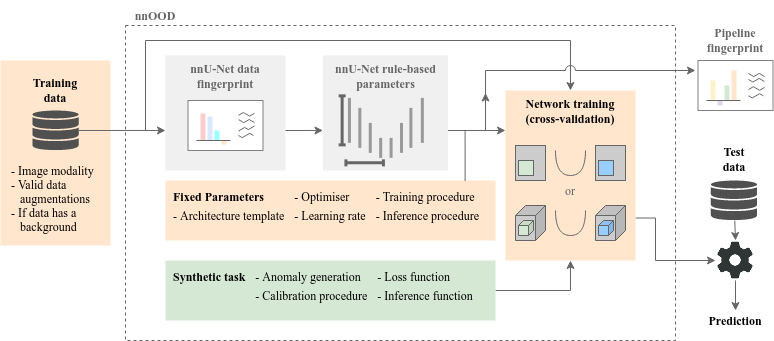 nnOOD
Training
data
- Image modality
- Valid data
augmentations
- If data has a
background
nnU-Net data
fingerprint
nnU-Net rule-based
parameters
Fixed Parameters
- Architecture template
- Optimiser
- Learning rate
- Training procedure
- Inference procedure
Synthetic task
- Anomaly generation
- Calibration procedure
- Loss function
- Inference function
Network training
(cross-validation)
or
Pipeline
fingerprint
Test
data
Prediction